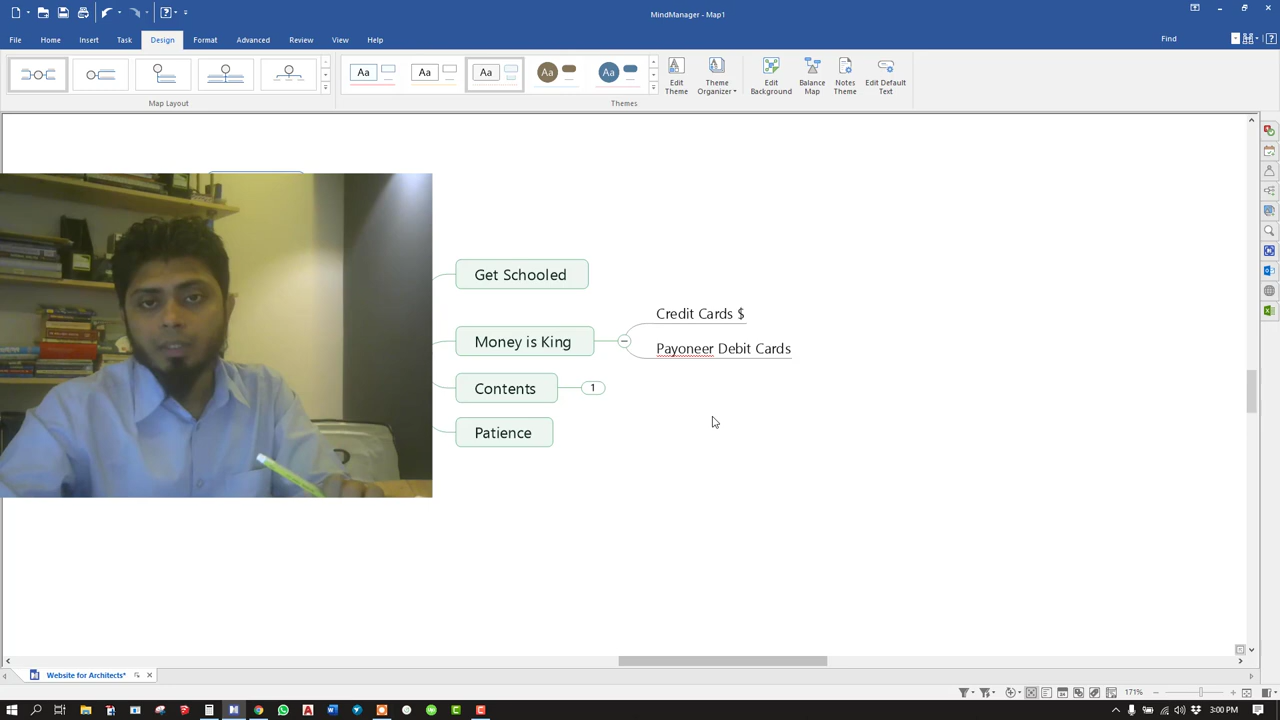 MindManager - Map1
File Home Insert Task Design Format Advanced Review View Help
Find
Aa Aa Aa Aa Aa
Edit Theme
Theme Organizer
Edit Background
Balance Map
Notes Theme
Edit Default Text
Map Layout
Themes
Get Schooled
Credit Cards $
Money is King
Payoneer Debit Cards
Contents 1
Patience
Website for Architects*
171%
3:00 PM